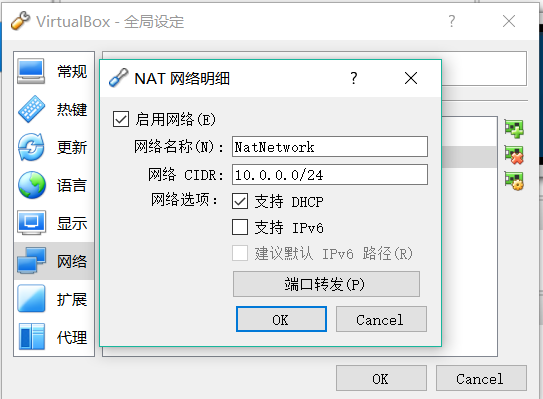 VirtualBox - 全局设定
常规
热键
更新
语言
显示
网络
扩展
代理
NAT 网络明细
启用网络(E)
网络名称(N): NatNetwork
网络 CIDR: 10.0.0.0/24
网络选项: 支持 DHCP
支持 IPv6
建议默认 IPv6 路径(R)
端口转发(P)
OK Cancel
OK Cancel